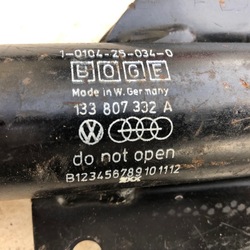 1-0104-25-034-0
BOGE
Made in W. Germany
133 807 332 A
do not open
B123456789101112